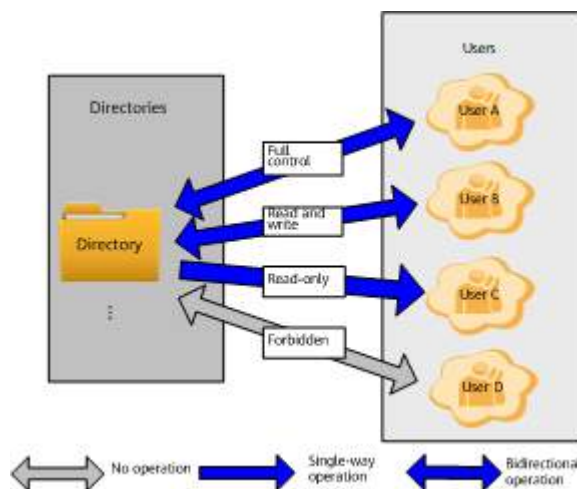 Users
Directories
User A
Full
control
User B
Read and
write
Directory
Read-only
User C
Forbidden
User D
No operation
Single-way
operation
Bidirectional
operation